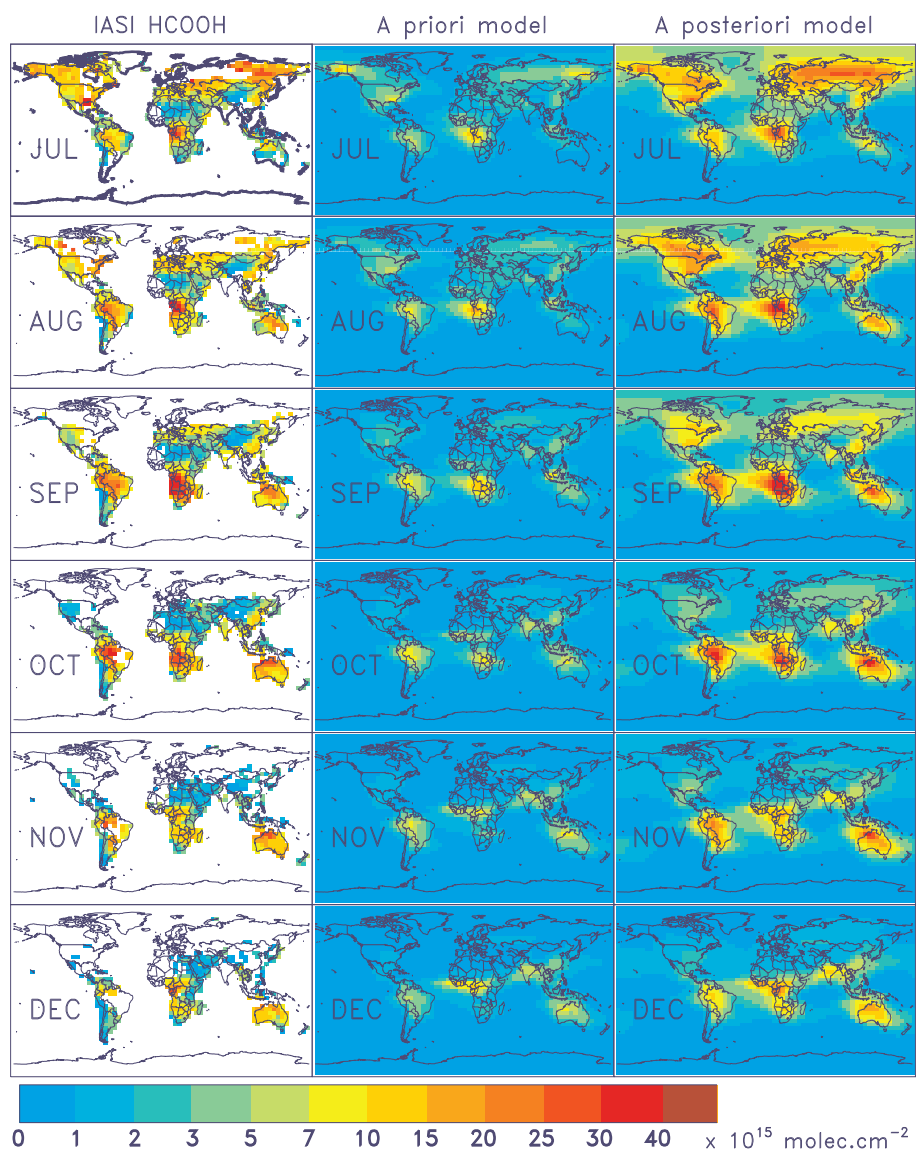 IASI HCOOH A priori model A posteriori model
JUL JUL JUL
AUG AUG AUG
SEP SEP SEP
OCT OCT OCT
NOV NOV NOV
DEC DEC DEC
0 1 2 3 5 7 10 15 20 25 30 40 x 10¹⁵ molec.cm⁻²